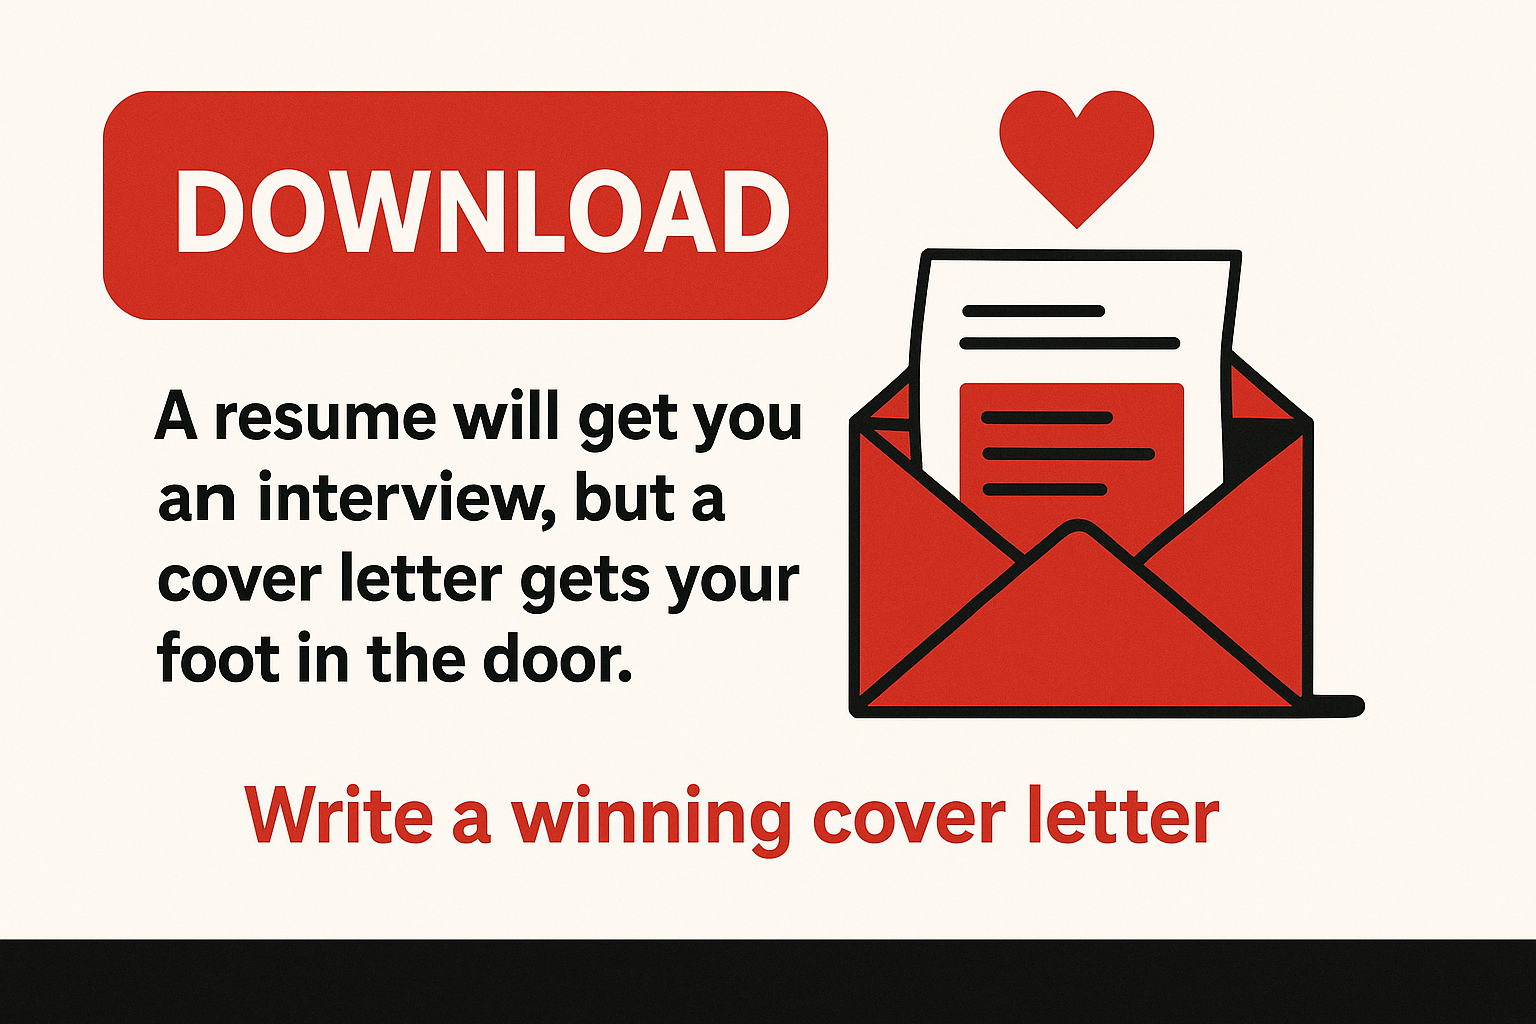 DOWNLOAD
A resume will get you
an interview, but a
cover letter gets your
foot in the door.
Write a winning cover letter